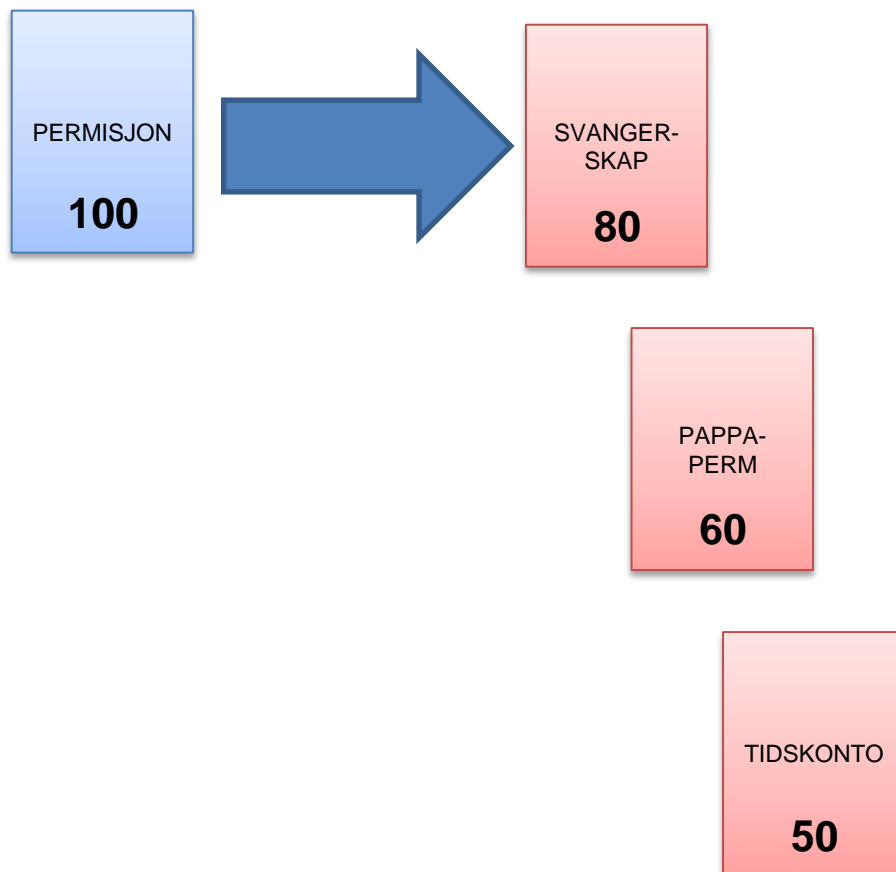 PERMISJON
100
SVANGER-
SKAP
80
PAPPA-
PERM
60
TIDSKONTO
50